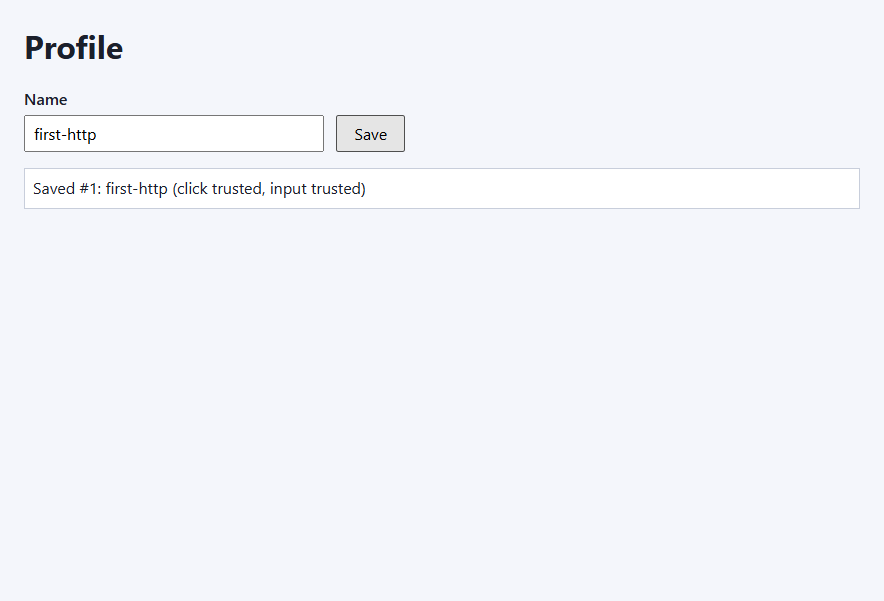 Profile
Name
first-http
Save
Saved #1: first-http (click trusted, input trusted)